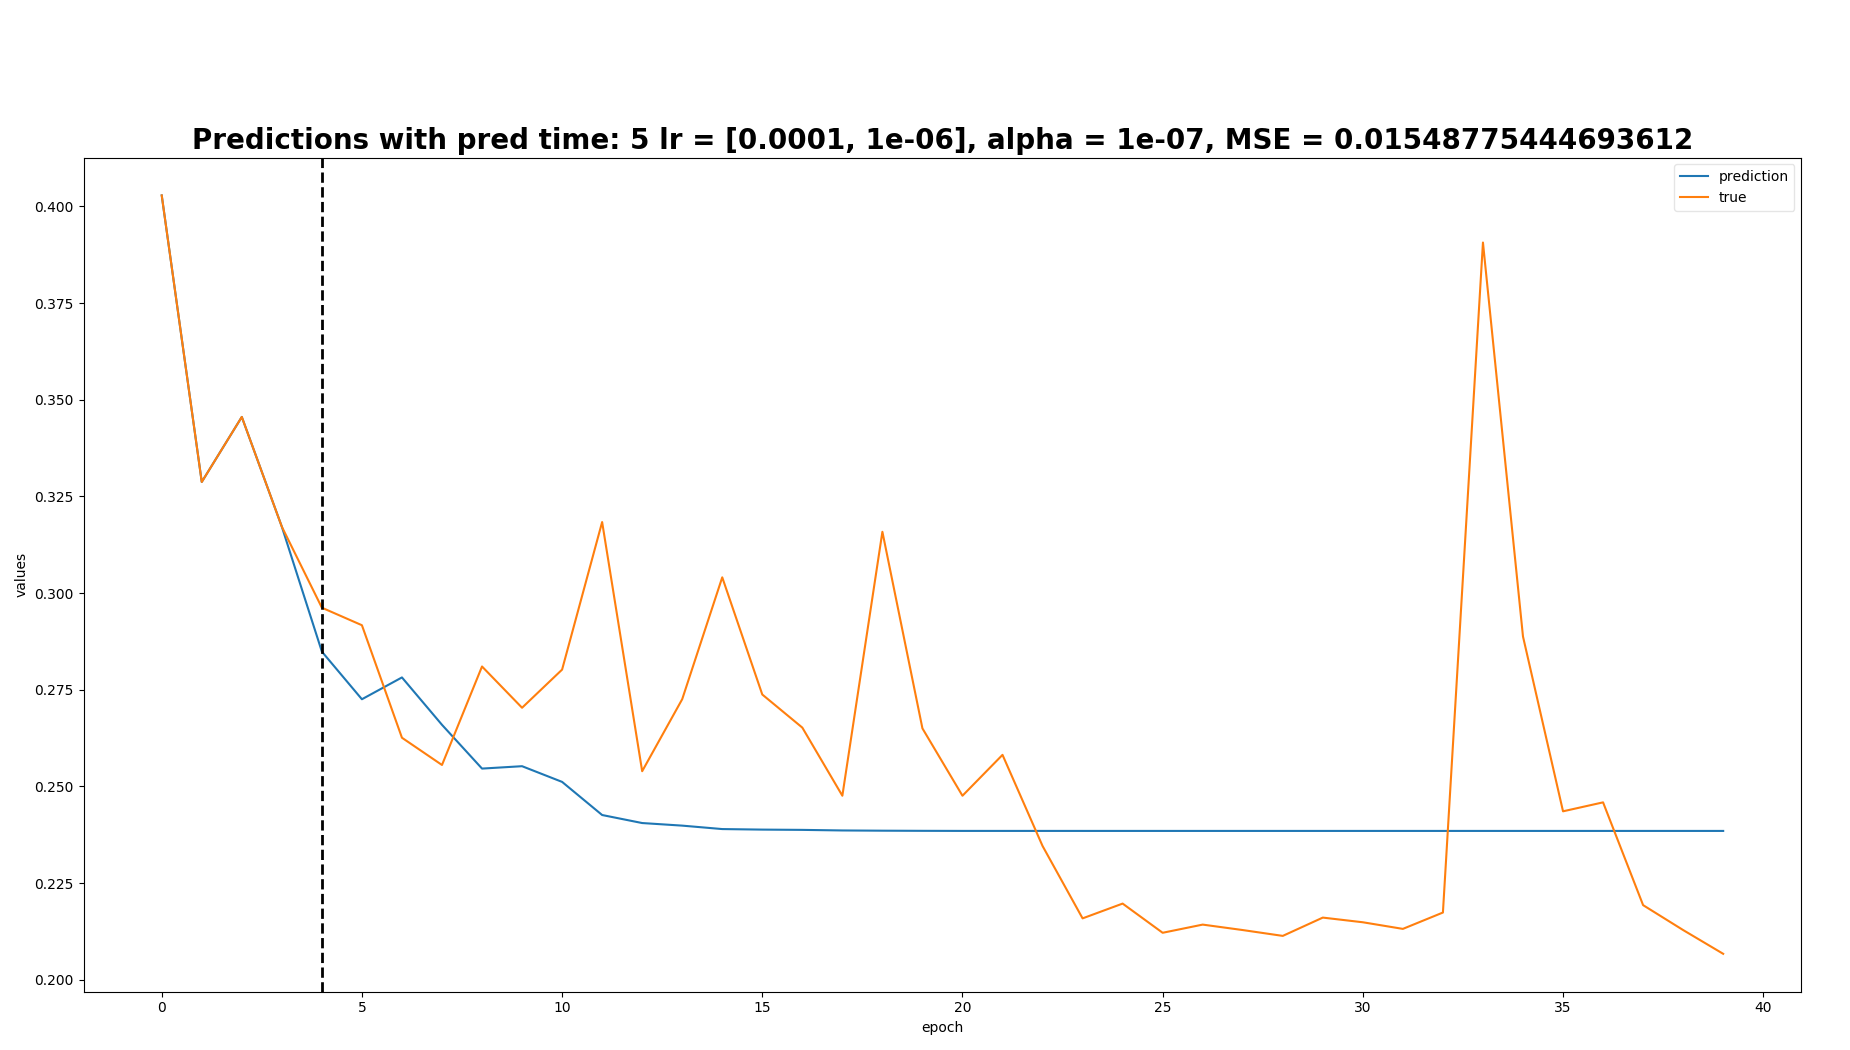 Predictions with pred time: 5 lr = [0.0001, 1e-06], alpha = 1e-07, MSE = 0.01548775444693612
prediction
true
0.400
0.375
0.350
0.325
0.300
0.275
0.250
0.225
0.200
values
0 5 10 15 20 25 30 35 40
epoch